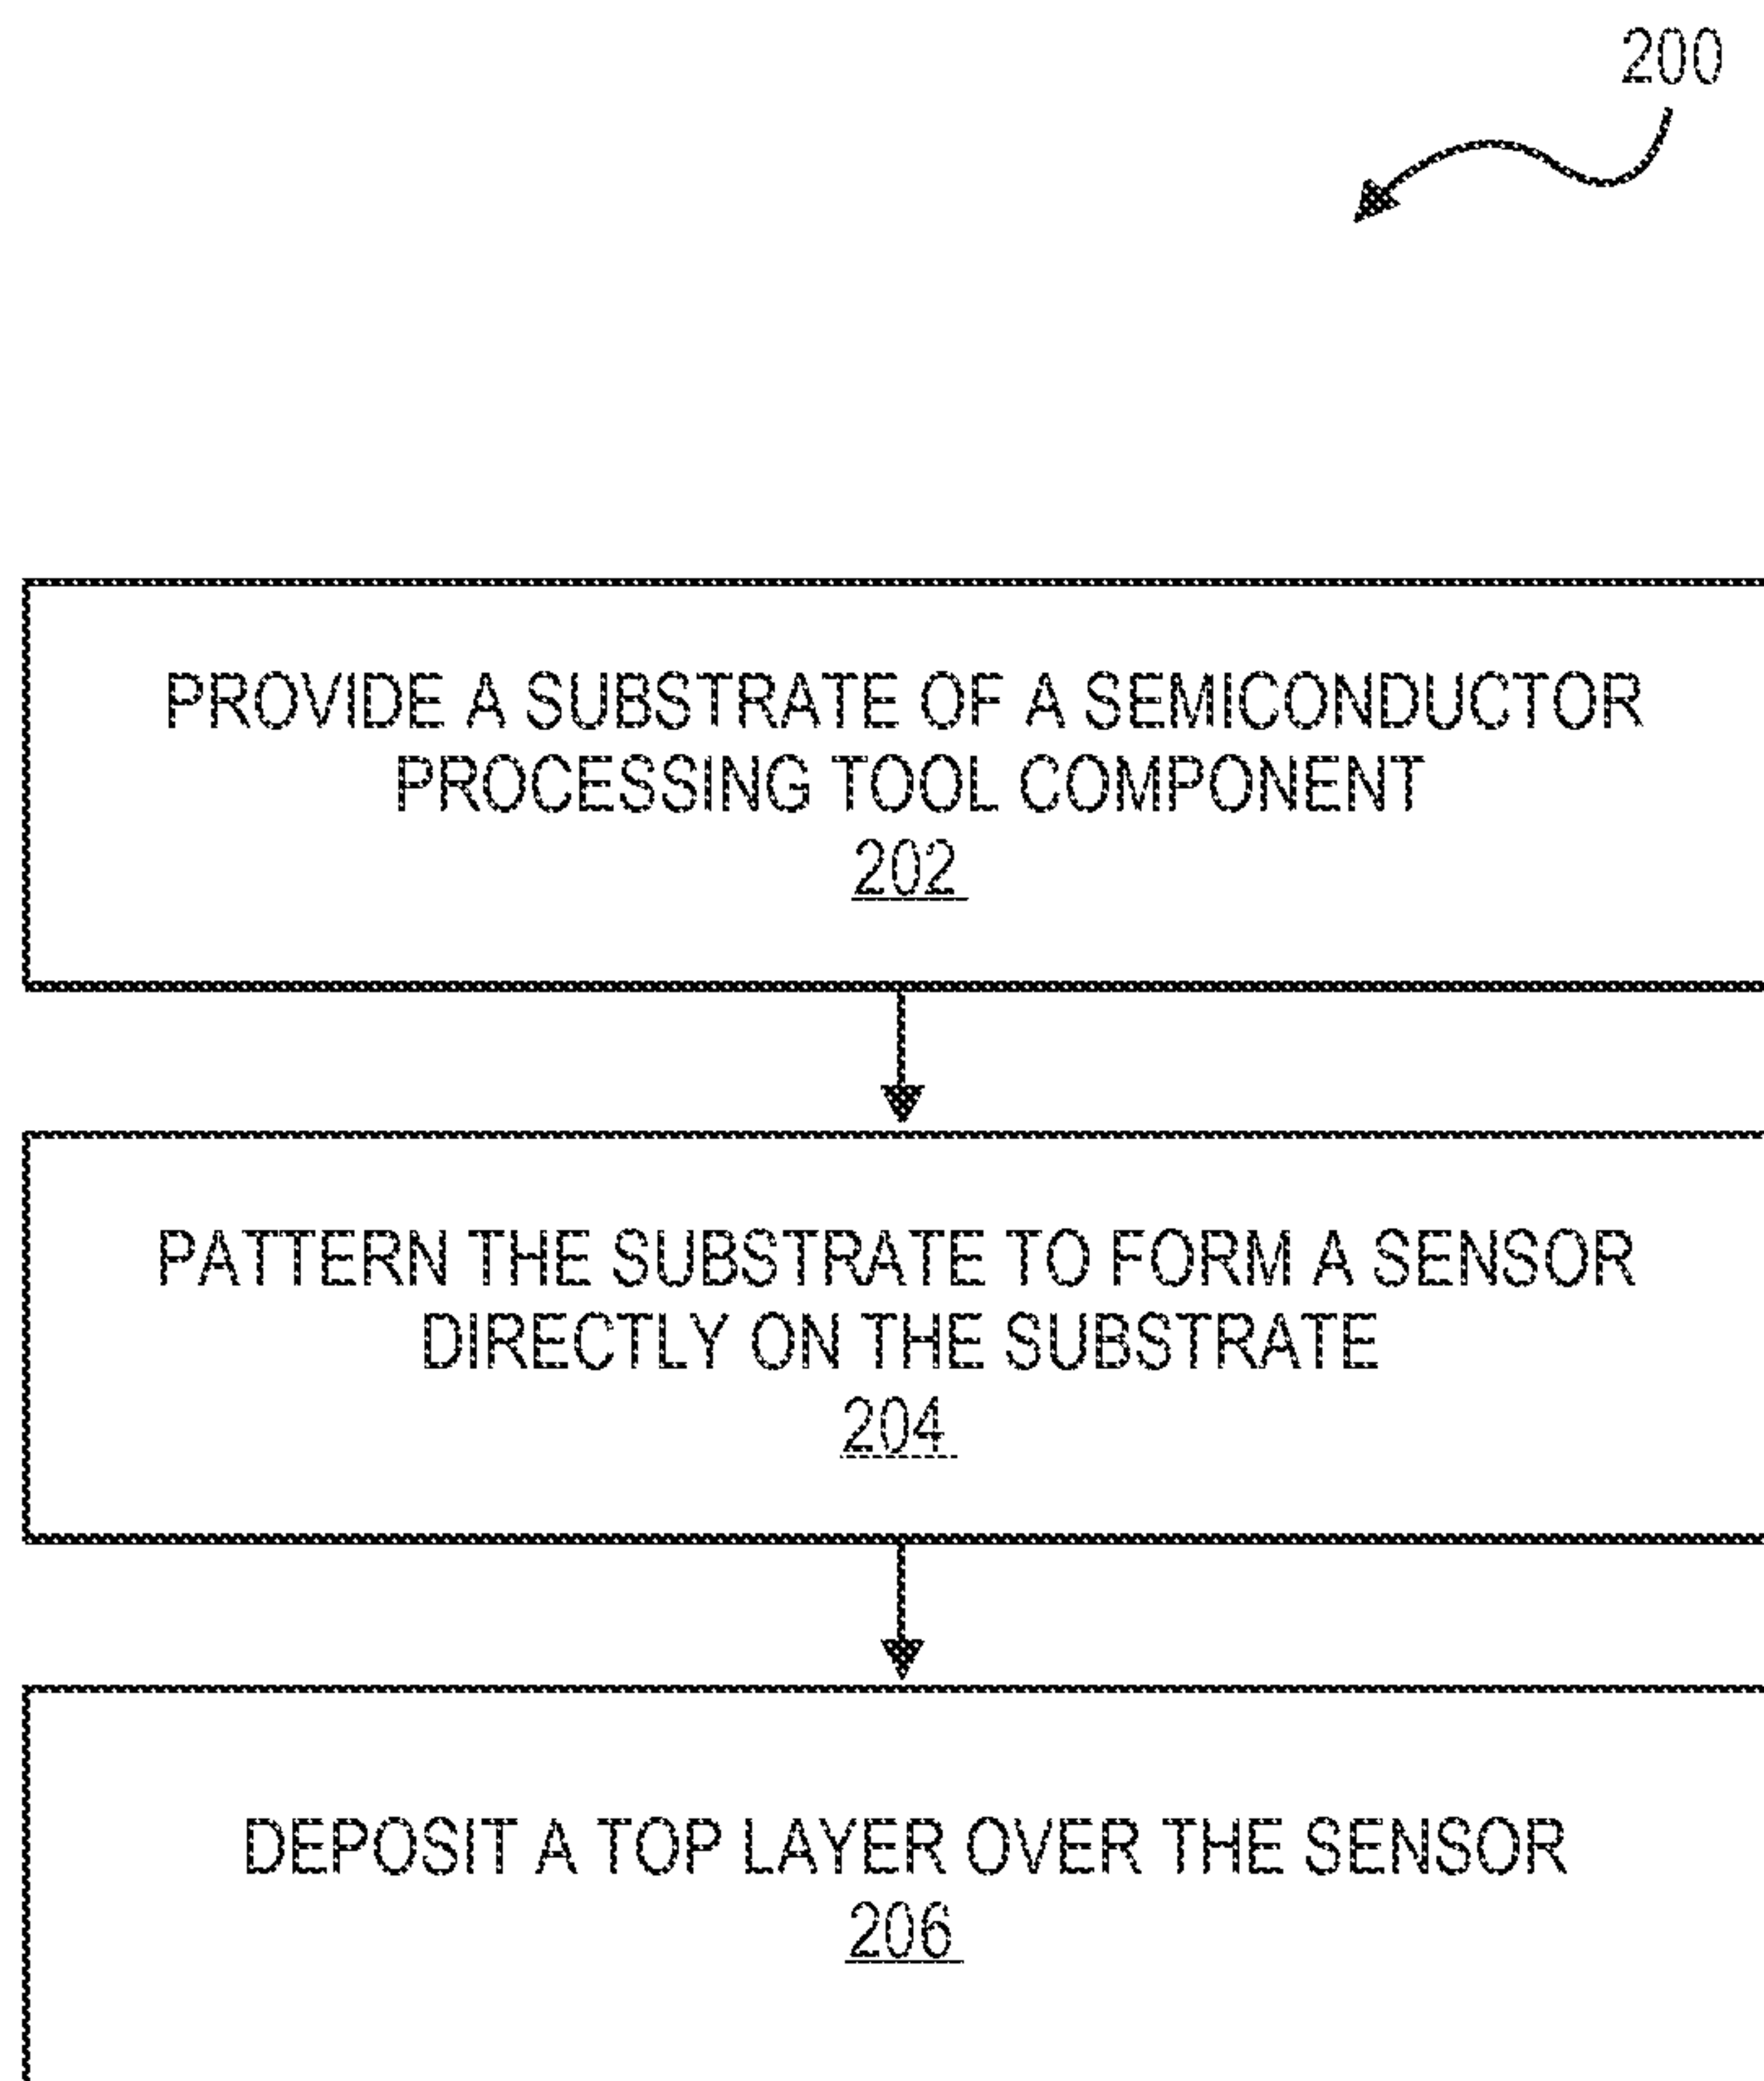 200
PROVIDE A SUBSTRATE OF A SEMICONDUCTOR
PROCESSING TOOL COMPONENT
202
PATTERN THE SUBSTRATE TO FORM A SENSOR
DIRECTLY ON THE SUBSTRATE
204
DEPOSIT A TOP LAYER OVER THE SENSOR
206